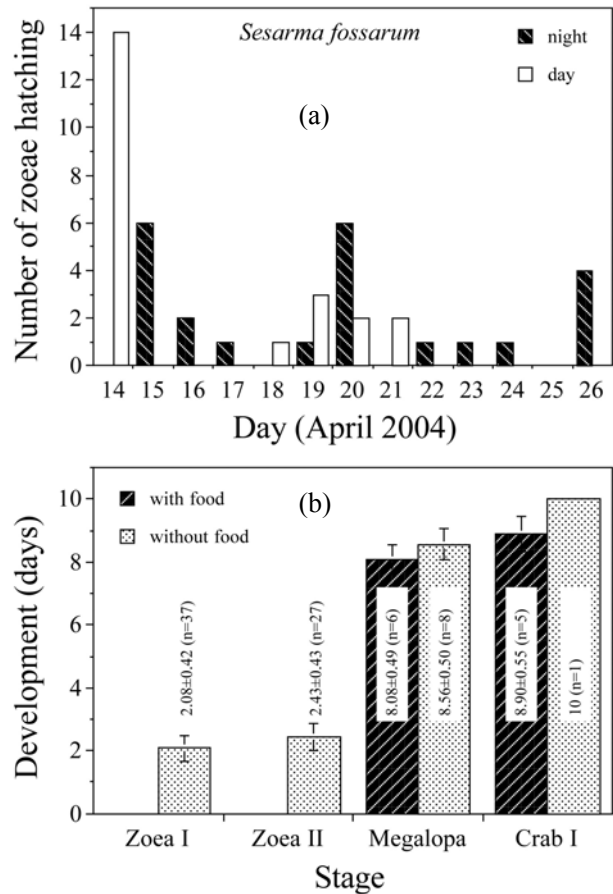 Sesarma fossarum
night
day
(a)
14
12
10
8
6
4
2
0
Number of zoeae hatching
14 15 16 17 18 19 20 21 22 23 24 25 26
Day (April 2004)
with food
without food
(b)
10
8
6
4
2
0
Development (days)
2.08±0.42 (n=37)
2.43±0.43 (n=27)
8.08±0.49 (n=6)
8.56±0.50 (n=8)
8.90±0.55 (n=5)
10 (n=1)
Zoea I Zoea II Megalopa Crab I
Stage